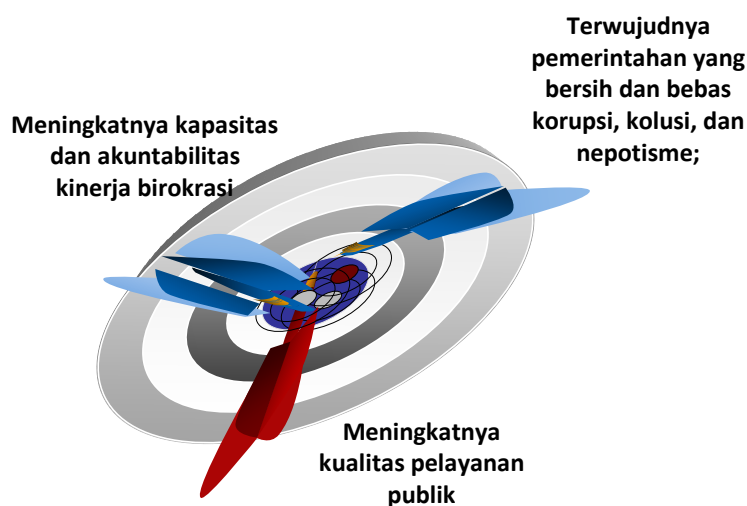 Terwujudnya
pemerintahan yang
bersih dan bebas
korupsi, kolusi, dan
nepotisme;
Meningkatnya kapasitas
dan akuntabilitas
kinerja birokrasi
Meningkatnya
kualitas pelayanan
publik